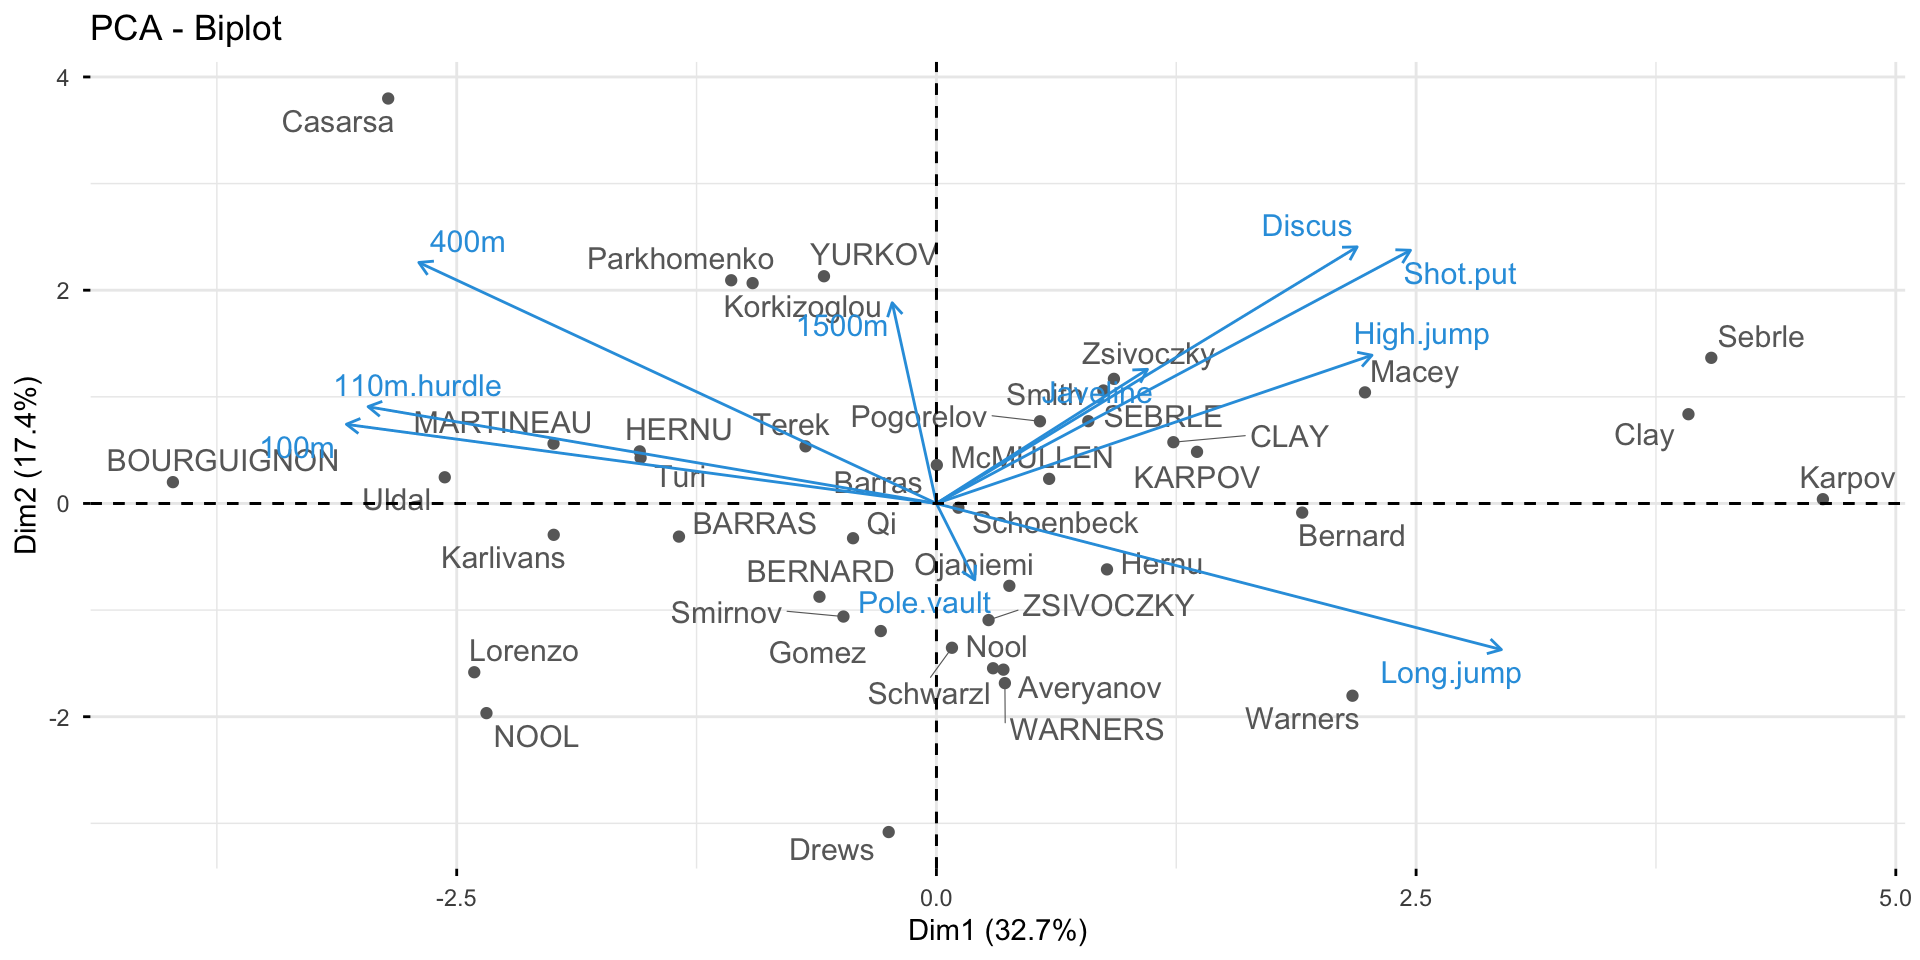 PCA - Biplot
4
Casarsa
Discus
400m
YURKOV
Parkhomenko
Shot.put
2
Korkizoglou
1500m
High.jump
Sebrle
Zsivoczky
Macey
110m.hurdle
Smith
Javeline
Pogorelov
SEBRLE
MARTINEAU
HERNU
Terek
CLAY
Clay
100m
BOURGUIGNON
McMULLEN
Turi
Barras
KARPOV
Karpov
Uldal
0
BARRAS
Qi
Schoenbeck
Bernard
Karlivans
Ojaniemi
Hernu
BERNARD
Pole.vault
ZSIVOCZKY
Smirnov
Lorenzo
Gomez
Nool
Long.jump
Schwarzl
Averyanov
-2
Warners
NOOL
WARNERS
Drews
-2.5
0.0
2.5
5.0
Dim1 (32.7%)
Dim2 (17.4%)